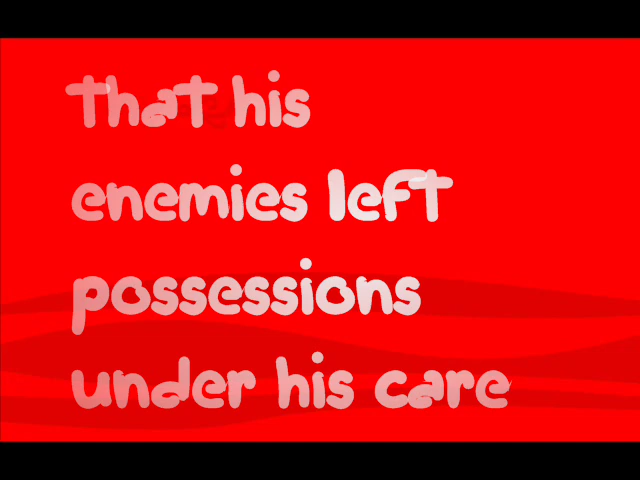 that his
enemies left
possessions
under his care